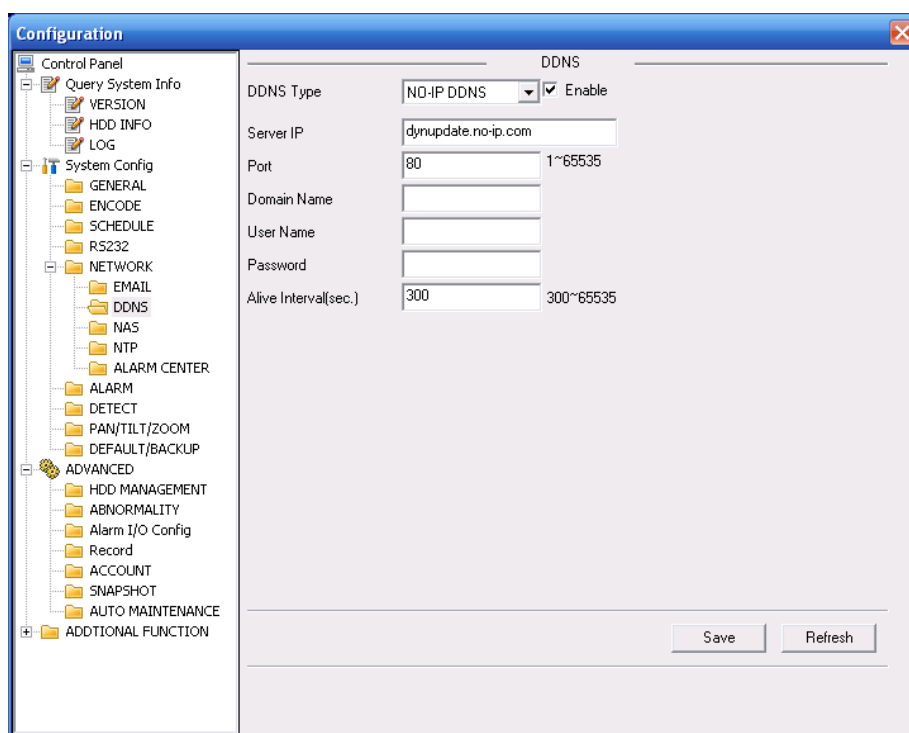 Configuration
Control Panel
Query System Info
VERSION
HDD INFO
LOG
System Config
GENERAL
ENCODE
SCHEDULE
RS232
NETWORK
EMAIL
DDNS
NAS
NTP
ALARM CENTER
ALARM
DETECT
PAN/TILT/ZOOM
DEFAULT/BACKUP
ADVANCED
HDD MANAGEMENT
ABNORMALITY
Alarm I/O Config
Record
ACCOUNT
SNAPSHOT
AUTO MAINTENANCE
ADDTIONAL FUNCTION
DDNS
DDNS Type NO-IP DDNS Enable
Server IP dynupdate.no-ip.com
Port 80 1~65535
Domain Name
User Name
Password
Alive Interval(sec.) 300 300~65535
Save Refresh